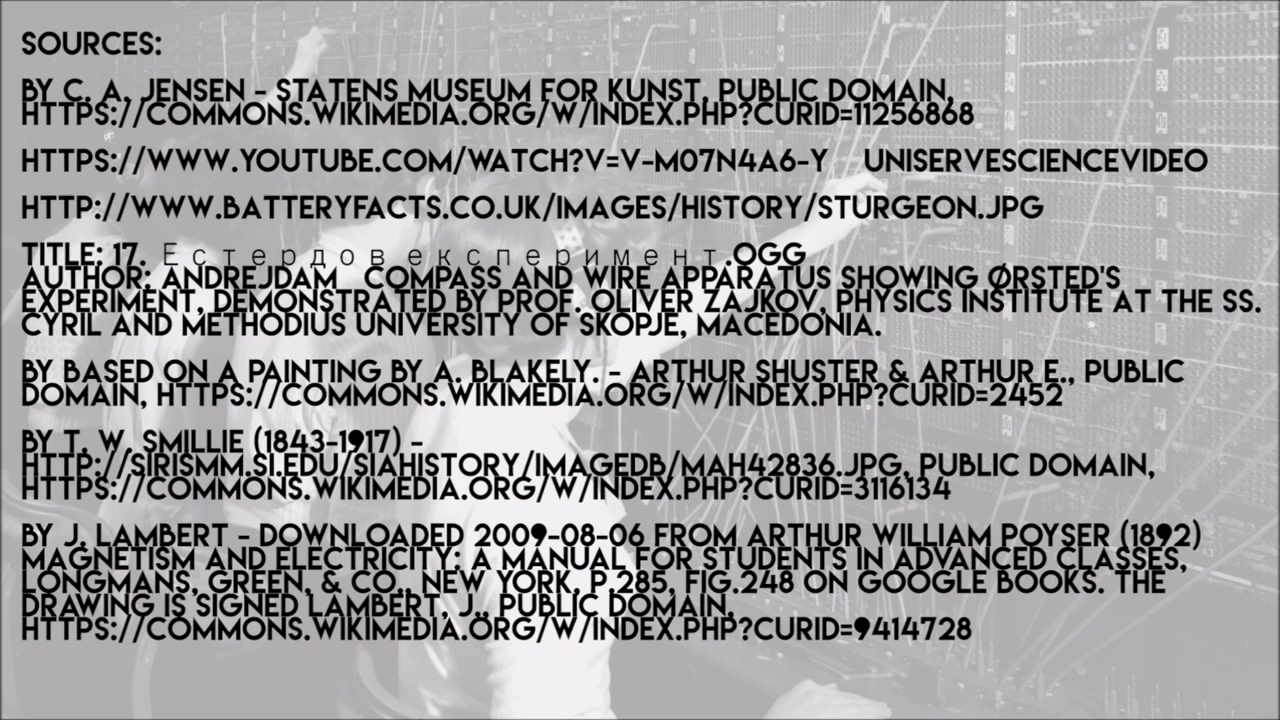 SOURCES:
BY C. A. JENSEN - STATENS MUSEUM FOR KUNST, PUBLIC DOMAIN,
HTTPS://COMMONS.WIKIMEDIA.ORG/W/INDEX.PHP?CURID=11256868
HTTPS://WWW.YOUTUBE.COM/WATCH?V=V-M07N4A6-Y UNISERVESCIENCEVIDEO
HTTP://WWW.BATTERYFACTS.CO.UK/IMAGES/HISTORY/STURGEON.JPG
TITLE: 17. Естердов експеримент.OGG
AUTHOR: ANDREJDAM COMPASS AND WIRE APPARATUS SHOWING ØRSTED'S
EXPERIMENT, DEMONSTRATED BY PROF. OLIVER ZAJKOV, PHYSICS INSTITUTE AT THE SS.
CYRIL AND METHODIUS UNIVERSITY OF SKOPJE, MACEDONIA.
BY BASED ON A PAINTING BY A. BLAKELY. - ARTHUR SHUSTER & ARTHUR E., PUBLIC
DOMAIN, HTTPS://COMMONS.WIKIMEDIA.ORG/W/INDEX.PHP?CURID=2452
BY T. W. SMILLIE (1843-1917) -
HTTP://SIRISMM.SI.EDU/SIAHISTORY/IMAGEDB/MAH42836.JPG, PUBLIC DOMAIN,
HTTPS://COMMONS.WIKIMEDIA.ORG/W/INDEX.PHP?CURID=3116134
BY J. LAMBERT - DOWNLOADED 2009-08-06 FROM ARTHUR WILLIAM POYSER (1892)
MAGNETISM AND ELECTRICITY: A MANUAL FOR STUDENTS IN ADVANCED CLASSES,
LONGMANS, GREEN, & CO., NEW YORK, P.285, FIG.248 ON GOOGLE BOOKS. THE
DRAWING IS SIGNED LAMBERT, J., PUBLIC DOMAIN,
HTTPS://COMMONS.WIKIMEDIA.ORG/W/INDEX.PHP?CURID=9414728